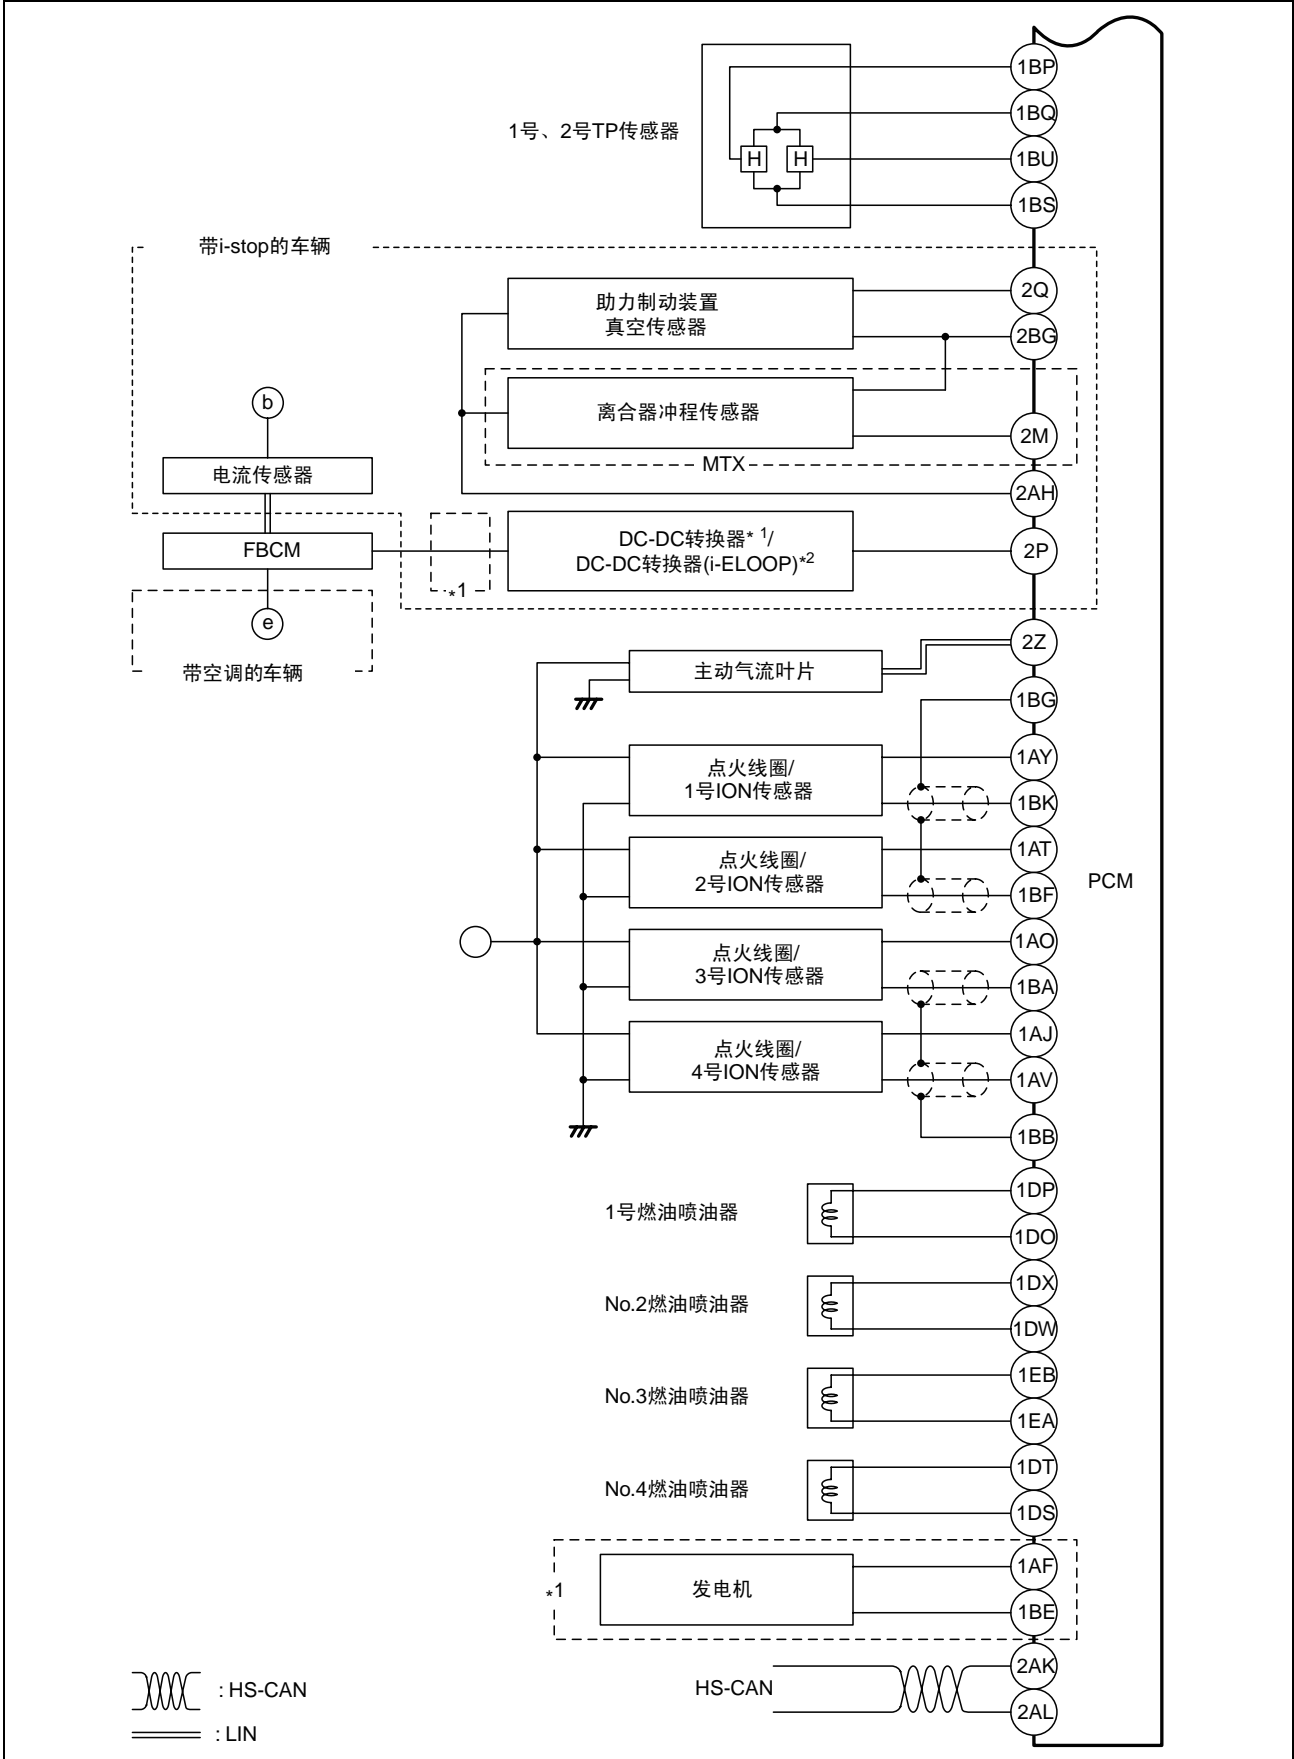 1BP
1BQ
1号、2号TP传感器
H
H
1BU
1BS
带i-stop的车辆
助力制动装置
真空传感器
2Q
2BG
b
离合器冲程传感器
2M
MTX
电流传感器
2AH
FBCM
DC-DC转换器* 1/
DC-DC转换器(i-ELOOP)*2
2P
*1
e
带空调的车辆
2Z
主动气流叶片
1BG
点火线圈/
1号ION传感器
1AY
1BK
点火线圈/
2号ION传感器
1AT
1BF
PCM
点火线圈/
3号ION传感器
1AO
1BA
点火线圈/
4号ION传感器
1AJ
1AV
1BB
1号燃油喷油器
1DP
1DO
No.2燃油喷油器
1DX
1DW
No.3燃油喷油器
1EB
1EA
No.4燃油喷油器
1DT
1DS
*1
发电机
1AF
1BE
: HS-CAN
HS-CAN
2AK
2AL
: LIN